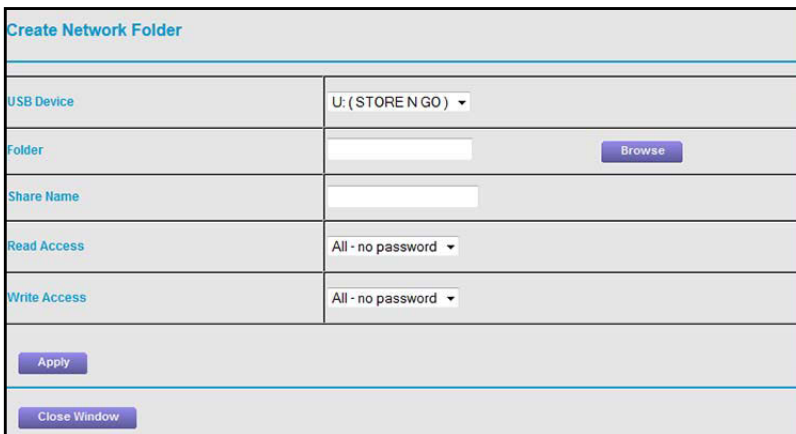 Create Network Folder
USB Device
U: ( STORE N GO )
Folder
Browse
Share Name
Read Access
All - no password
Write Access
All - no password
Apply
Close Window